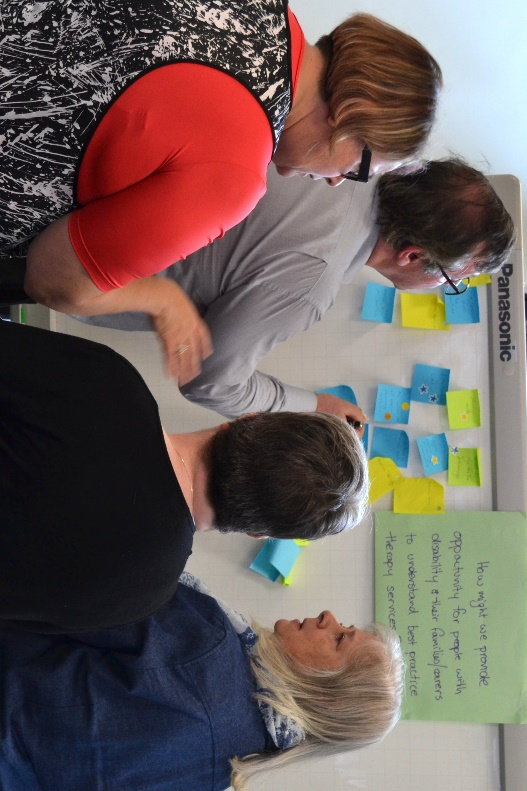 Panasonic
How might we provide
opportunity for people with
disability & their families/carers
to understand best practice
therapy services